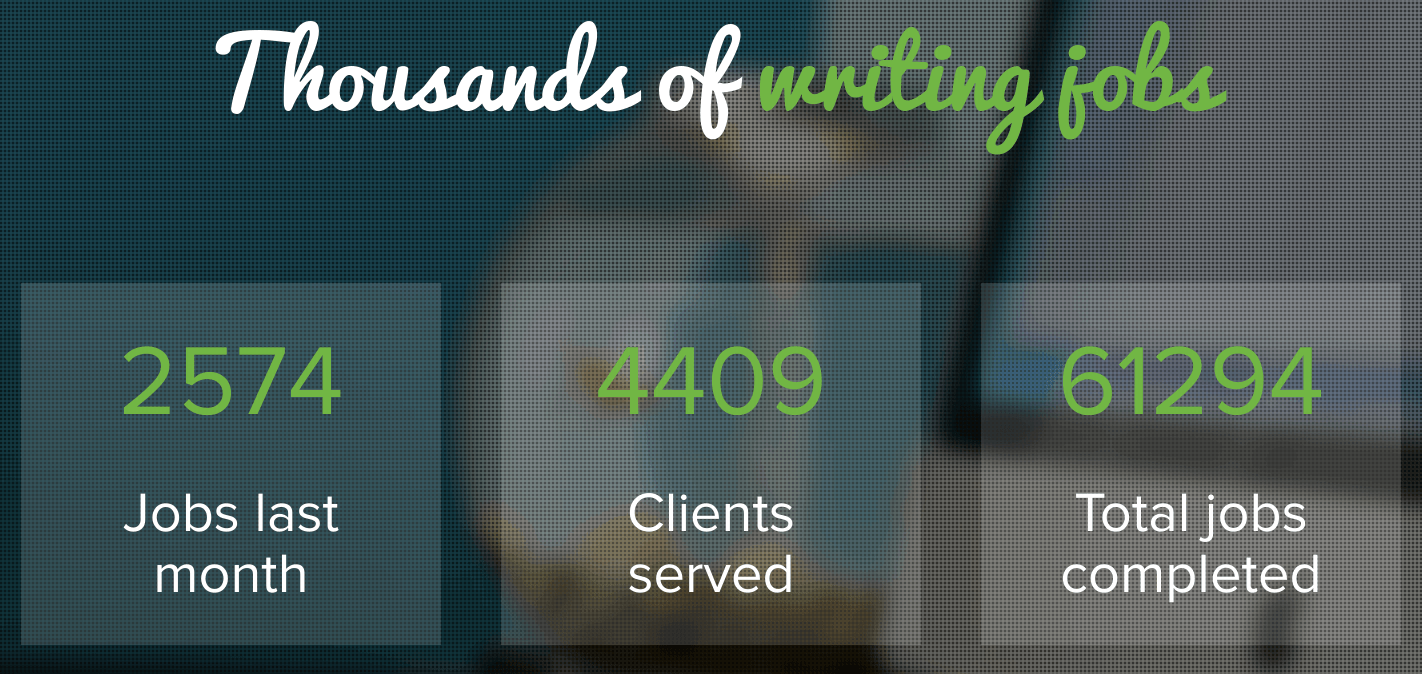 Thousands of writing jobs
2574
Jobs last
month
4409
Clients
served
61294
Total jobs
completed